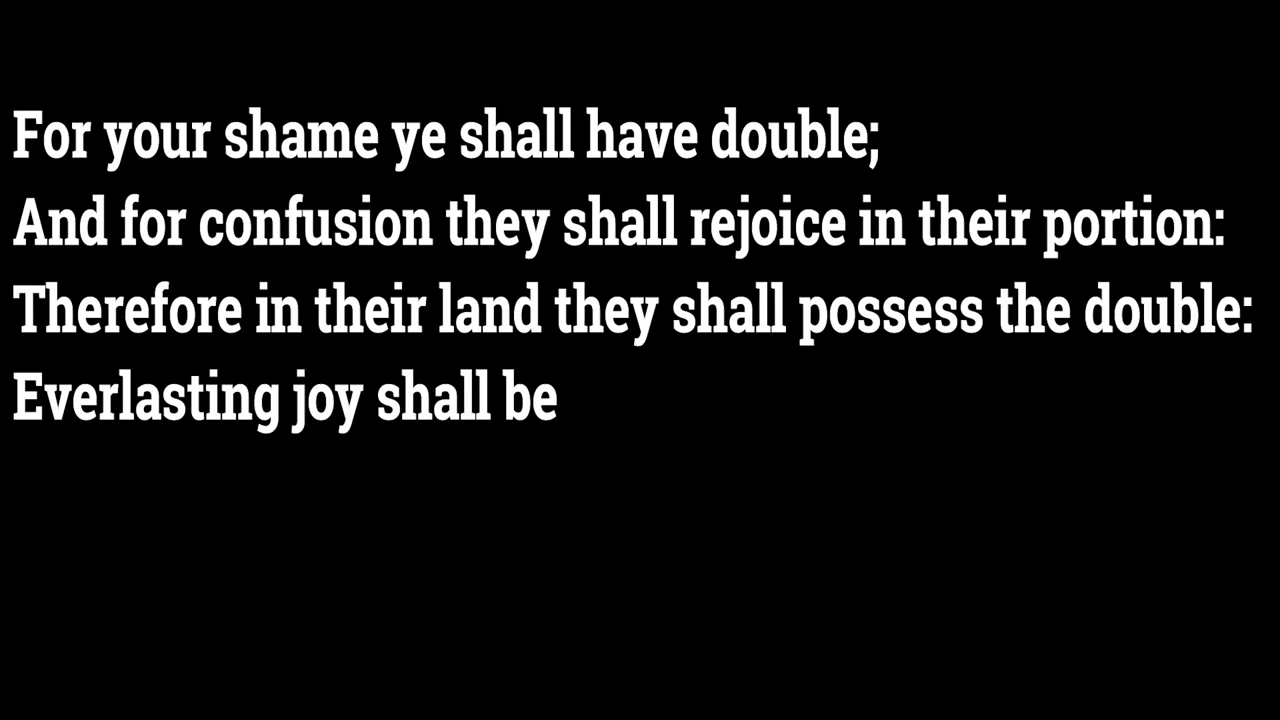 For your shame ye shall have double;
And for confusion they shall rejoice in their portion:
Therefore in their land they shall possess the double:
Everlasting joy shall be